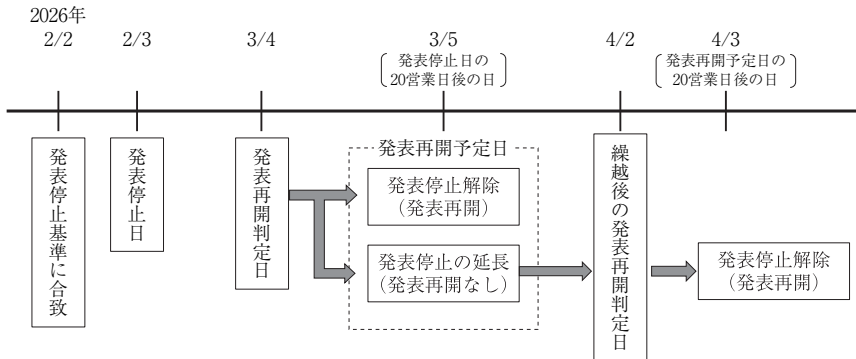 2026年
2/2
2/3
3/4
3/5
4/2
4/3
発表停止日の
20営業日後の日
発表再開予定日の
20営業日後の日
発表停止基準に合致
発表停止日
発表再開判定日
発表再開予定日
発表停止解除
(発表再開)
発表停止の延長
(発表再開なし)
繰越後の発表再開判定日
発表停止解除
(発表再開)